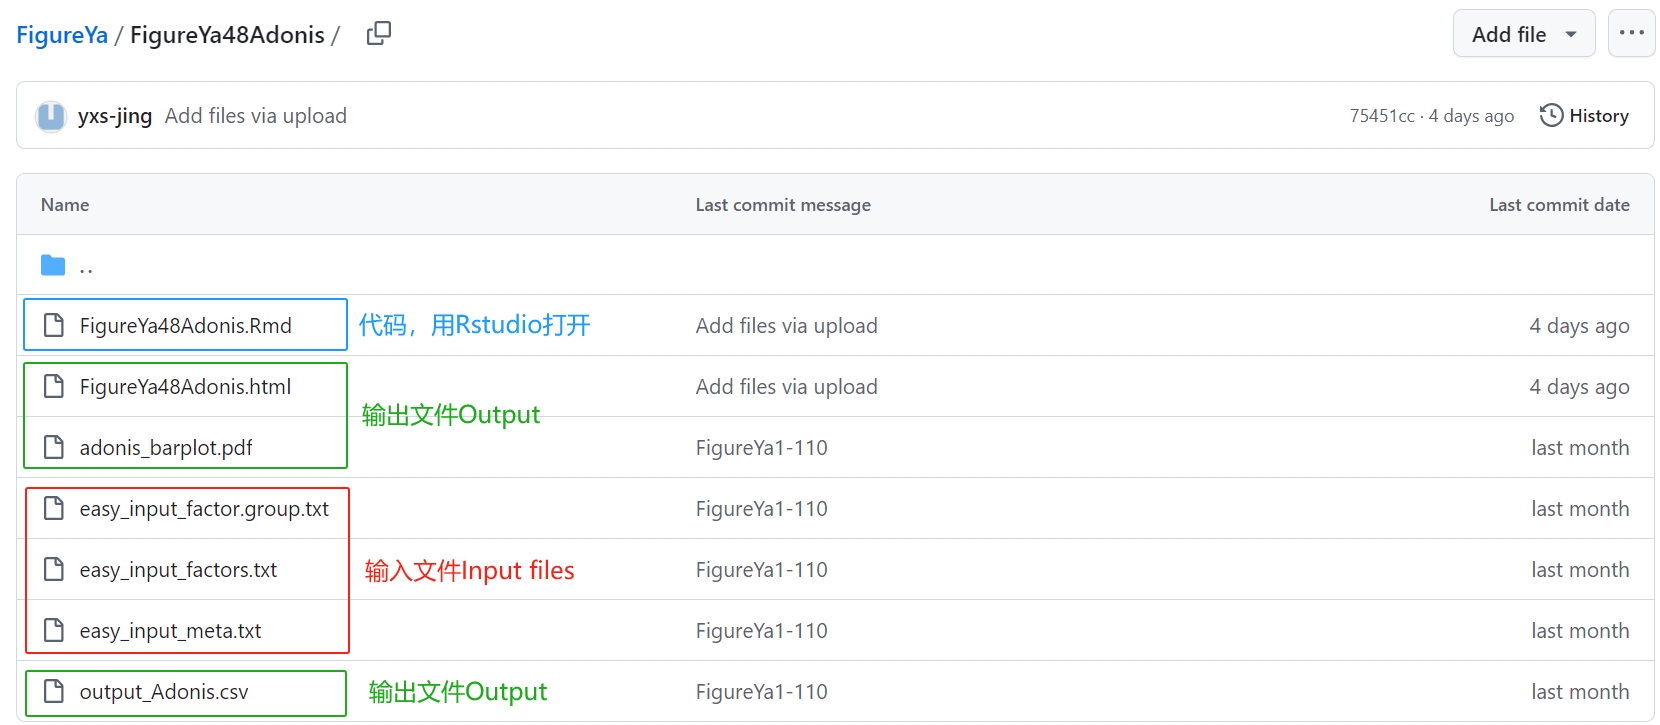 FigureYa / FigureYa48Adonis /
Add file
yxs-jing Add files via upload
75451cc · 4 days ago
History
Name Last commit message Last commit date
..
FigureYa48Adonis.Rmd 代码，用Rstudio打开 Add files via upload 4 days ago
FigureYa48Adonis.html Add files via upload 4 days ago
输出文件Output
adonis_barplot.pdf FigureYa1-110 last month
easy_input_factor.group.txt FigureYa1-110 last month
easy_input_factors.txt 输入文件Input files FigureYa1-110 last month
easy_input_meta.txt FigureYa1-110 last month
output_Adonis.csv 输出文件Output FigureYa1-110 last month